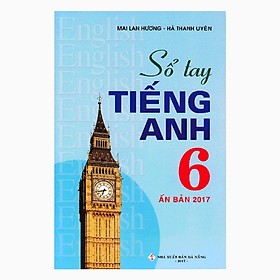 MAI LAN HƯƠNG - HÀ THANH UYÊN
Sổ tay
TIẾNG
ANH
6
ẤN BẢN 2017
NHÀ XUẤT BẢN ĐÀ NẴNG
- 2017 -